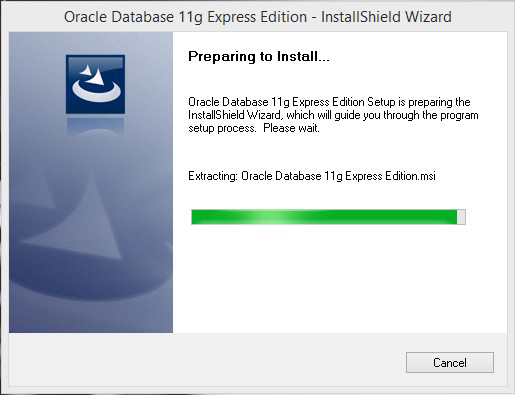 Oracle Database 11g Express Edition - InstallShield Wizard
Preparing to Install...
Oracle Database 11g Express Edition Setup is preparing the
InstallShield Wizard, which will guide you through the program
setup process.  Please wait.
Extracting: Oracle Database 11g Express Edition.msi
Cancel